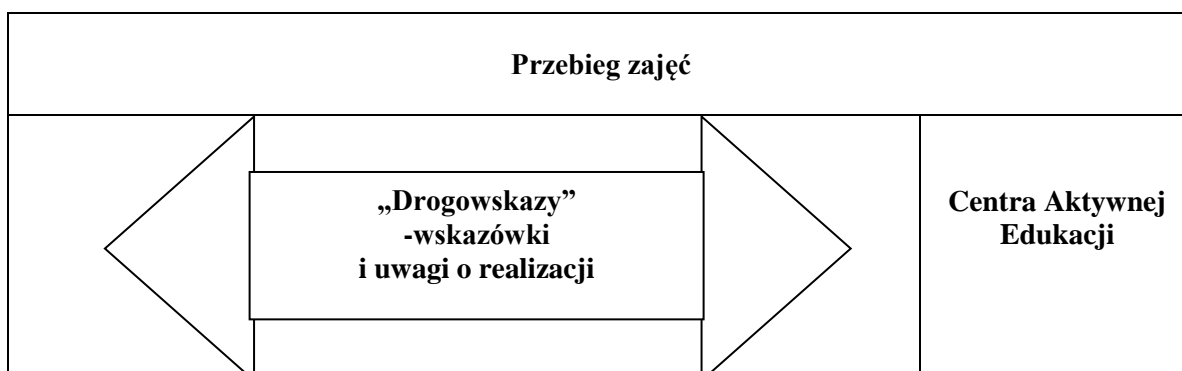 Przebieg zajęć
„Drogowskazy”
-wskazówki
i uwagi o realizacji
Centra Aktywnej
Edukacji